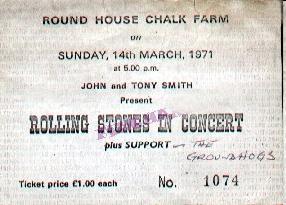 ROUND HOUSE CHALK FARM
on
SUNDAY, 14th MARCH, 1971
at 5.00 p.m.
JOHN and TONY SMITH
Present
ROLLING STONES IN CONCERT
plus SUPPORT - THE
GROUNDHOGS
Ticket price £1.00 each No. 1074